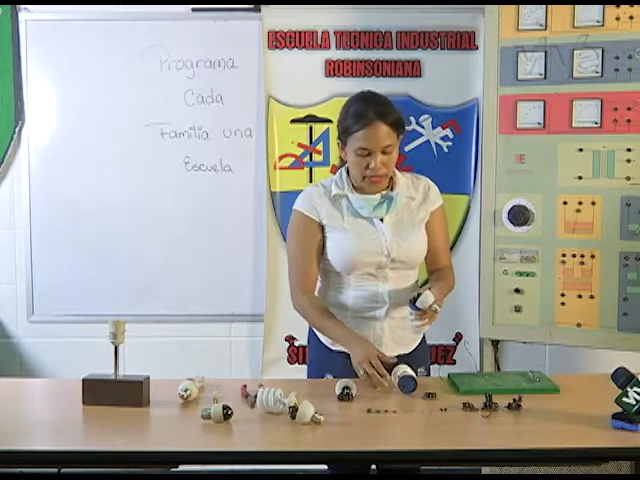 Programa
Cada
Familia una
Escuela
ESCUELA TECNICA INDUSTRIAL
ROBINSONIANA